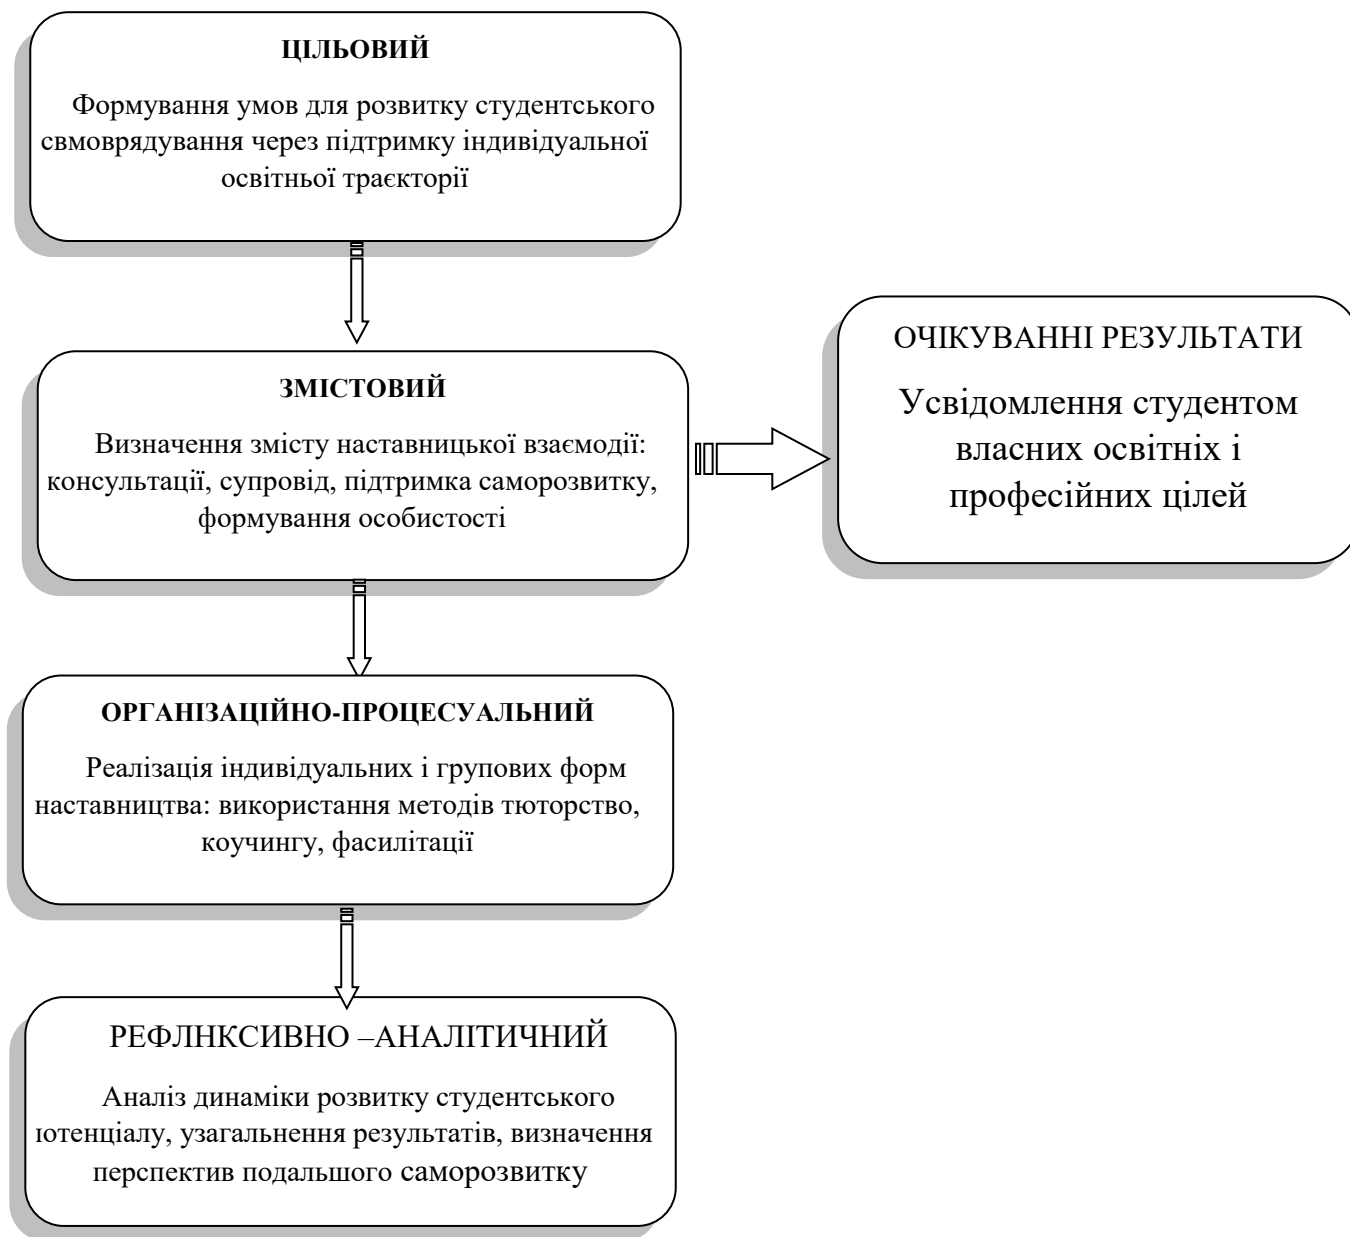 ЦІЛЬОВИЙ
Формування умов для розвитку студентського
свмоврядування через підтримку індивідуальної
освітньої траєкторії
ЗМІСТОВИЙ
Визначення змісту наставницької взаємодії:
консультації, супровід, підтримка саморозвитку,
формування особистості
ОЧІКУВАННІ РЕЗУЛЬТАТИ
Усвідомлення студентом
власних освітніх і
професійних цілей
ОРГАНІЗАЦІЙНО-ПРОЦЕСУАЛЬНИЙ
Реалізація індивідуальних і групових форм
наставництва: використання методів тюторство,
коучингу, фасилітації
РЕФЛНКСИВНО –АНАЛІТИЧНИЙ
Аналіз динаміки розвитку студентського
потенціалу, узагальнення результатів, визначення
перспектив подальшого саморозвитку